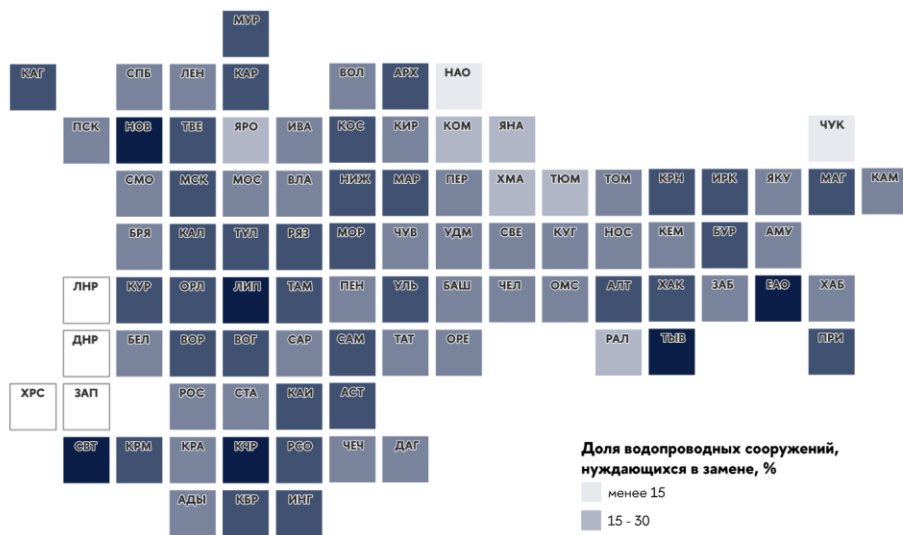 МУР
КАГ СПБ ЛЕН КАР ВОЛ АРХ НАО
ПСК НОВ ТВЕ ЯРО ИВА КОС КИР КОМ ЯНА ЧУК
СМО МСК МОС ВЛА НИЖ МАР ПЕР ХМА ТЮМ ТОМ КРН ИРК ЯКУ МАГ КАМ
БРЯ КАЛ ТУЛ РЯЗ МОР ЧУВ УДМ СВЕ КУГ НОС КЕМ БУР АМУ
ЛНР КУР ОРЛ ЛИП ТАМ ПЕН УЛЬ БАШ ЧЕЛ ОМС АЛТ ХАК ЗАБ ЕАО ХАБ
ДНР БЕЛ ВОР ВОГ САР САМ ТАТ ОРЕ РАЛ ТЫВ ПРИ
ХРС ЗАП РОС СТА КАИ АСТ
СВТ КРМ КРА КЧР РСО ЧЕЧ ДАГ
АДЫ КБР ИНГ
Доля водопроводных сооружений,
нуждающихся в замене, %
менее 15
15 - 30